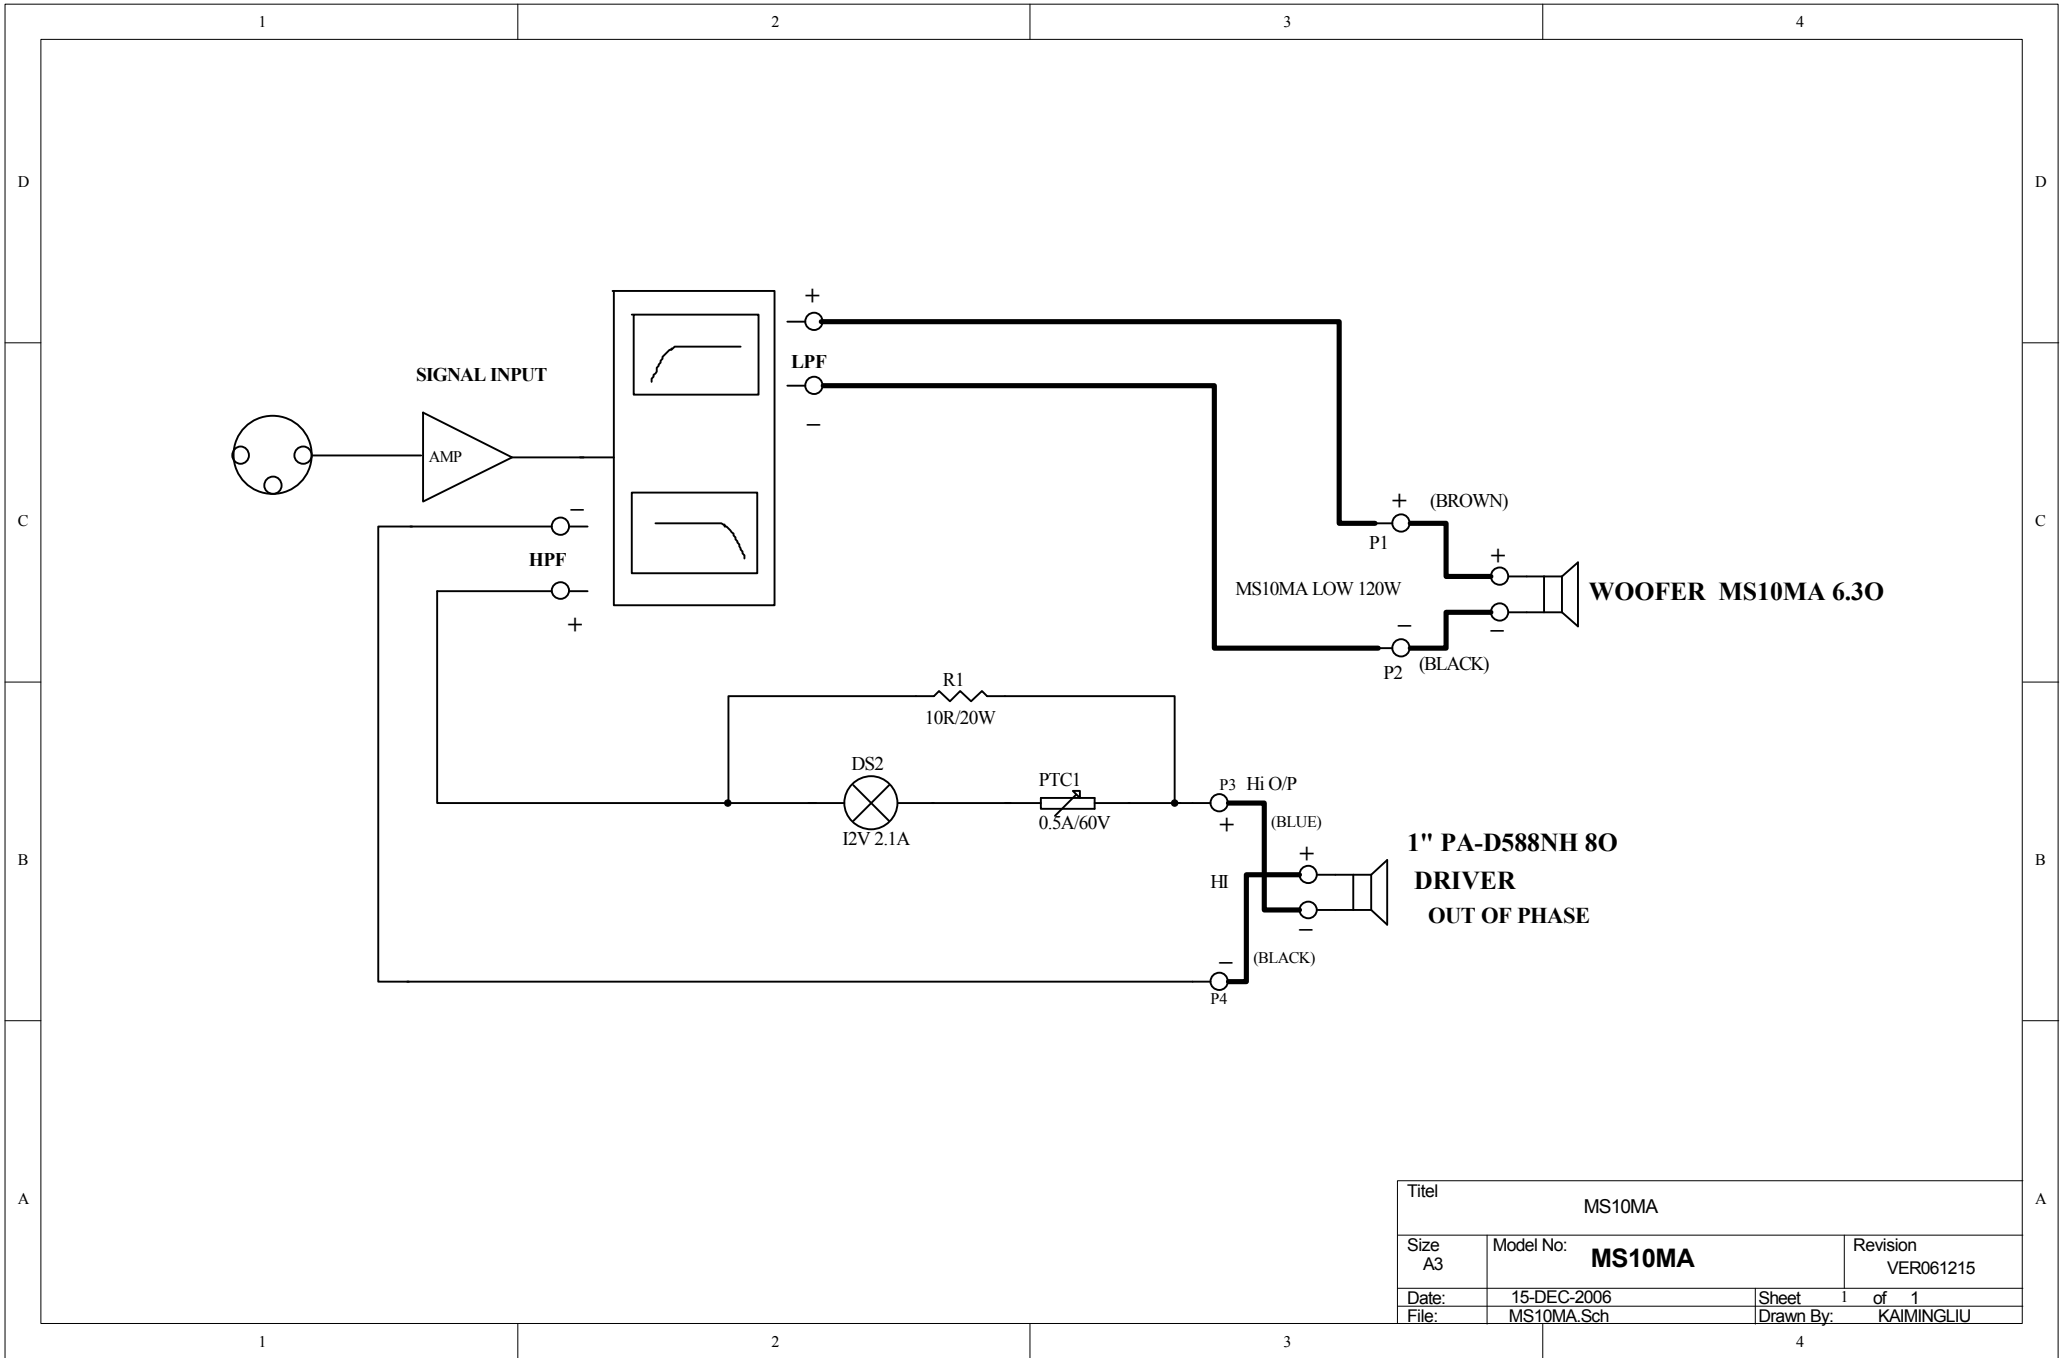 1 2 3 4
D D
+
LPF
SIGNAL INPUT
−
AMP
C C
−
+ (BROWN)
P1
HPF
+
MS10MA LOW 120W
WOOFER MS10MA 6.3O
+
−
−
P2 (BLACK)
R1
10R/20W
DS2
PTC1
P3 Hi O/P
0.5A/60V
+ (BLUE)
I2V 2.1A
1" PA-D588NH 8O
B B
+
HI
DRIVER
OUT OF PHASE
−
− (BLACK)
P4
A A
Titel
MS10MA
Size Model No: MS10MA Revision
A3 VER061215
Date: 15-DEC-2006 Sheet 1 of 1
File: MS10MA.Sch Drawn By: KAIMINGLIU
1 2 3 4